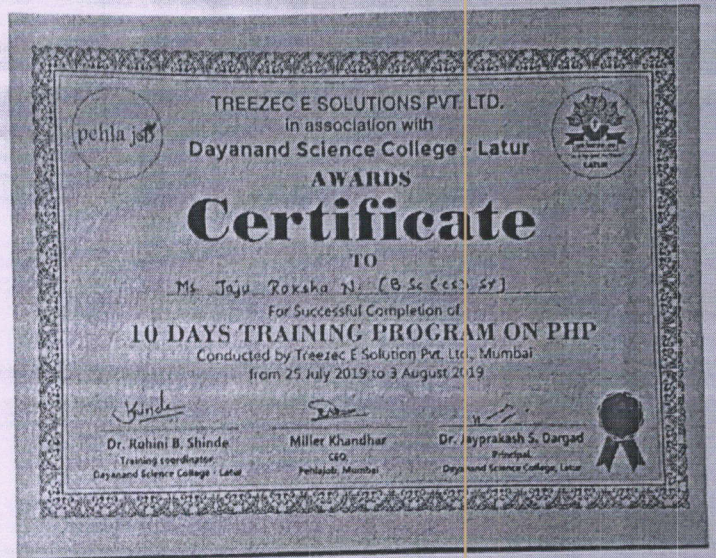 TREEZEC E SOLUTIONS PVT. LTD.
pehla job
in association with
Dayanand Science College - Latur
LATUR
AWARDS
Certificate
TO
Ms. Taju Raksha N. (B Sc (CS) SY)
For Successful Completion of
10 DAYS TRAINING PROGRAM ON PHP
Conducted by Treezec E Solution Pvt. Ltd., Mumbai
from 25 July 2019 to 3 August 2019
Dr. Rohini B. Shinde
Training coordinator
Dayanand Science College - Latur
Miller Khandhar
CEO,
Pehlajob, Mumbai
Dr. Jayprakash S. Dargad
Principal,
Dayanand Science College, Latur